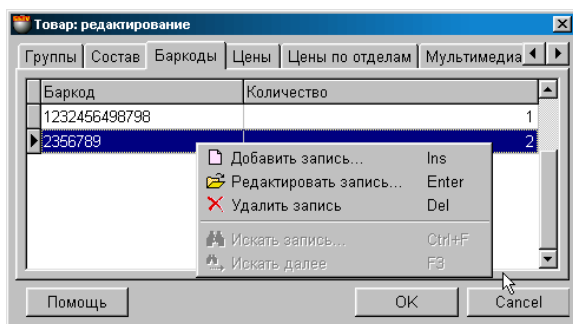 Товар: редактирование
Группы Состав Баркоды Цены Цены по отделам Мультимедиа
Баркод Количество
1232456498798 1
2356789 2
Добавить запись... Ins
Редактировать запись... Enter
Удалить запись Del
Искать запись... Ctrl+F
Искать далее F3
Помощь OK Cancel